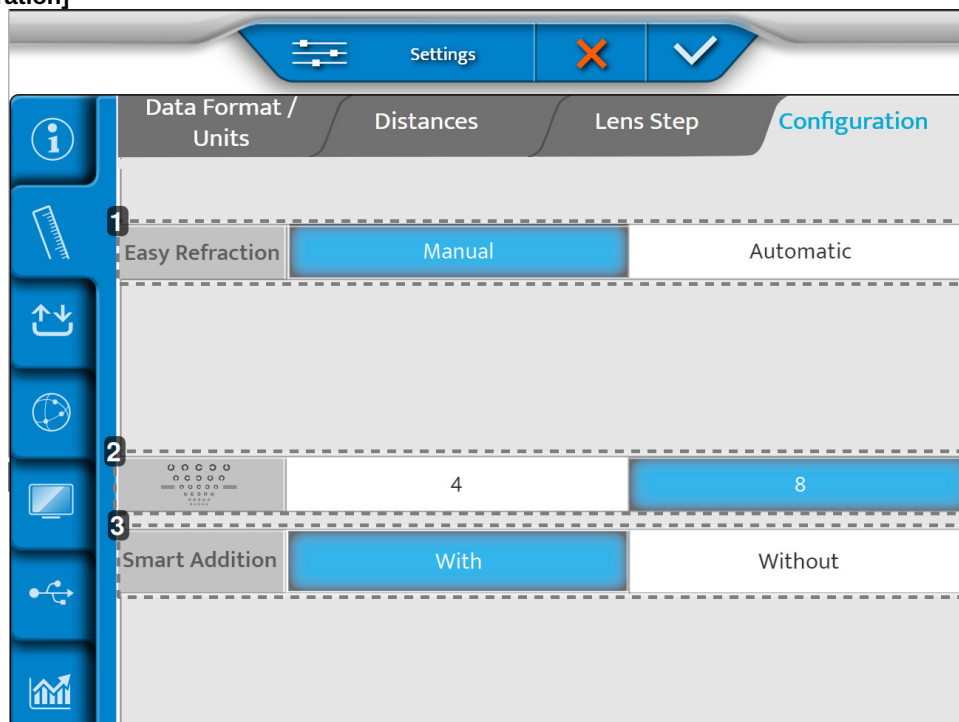 ration]
Settings
Data Format /
Units
Distances
Lens Step
Configuration
1
Easy Refraction
Manual
Automatic
2
4
8
3
Smart Addition
With
Without